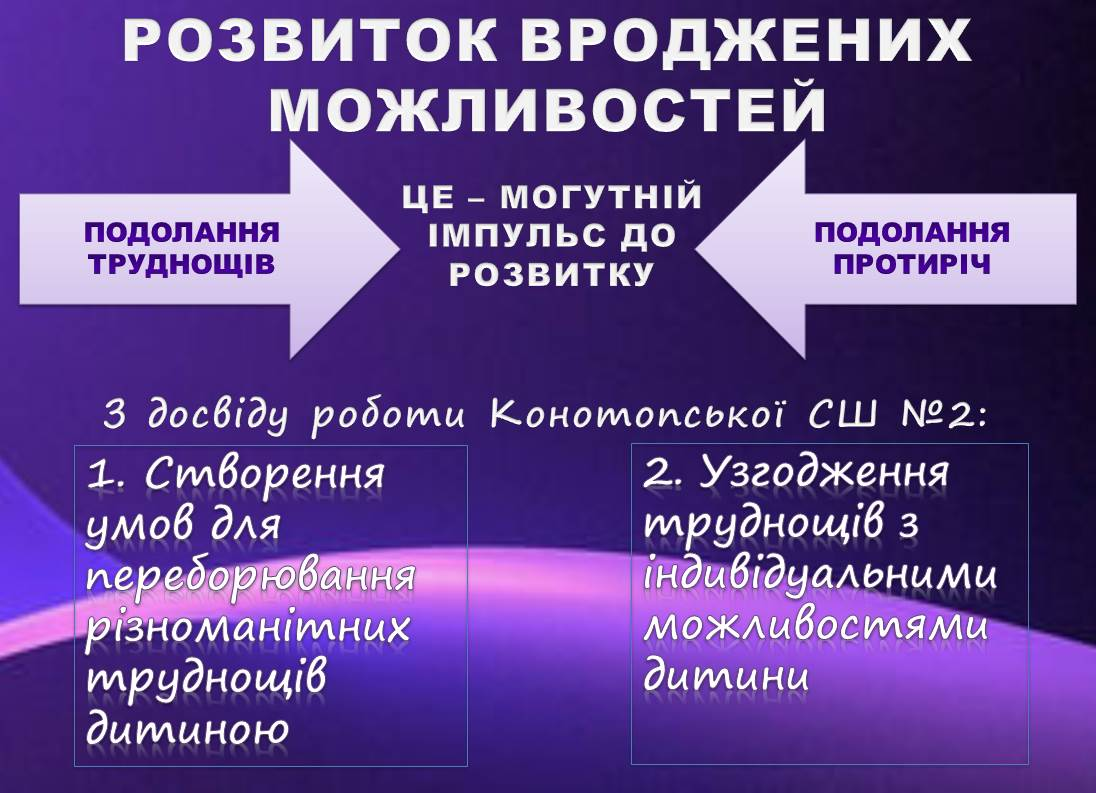 РОЗВИТОК ВРОДЖЕНИХ
МОЖЛИВОСТЕЙ
ПОДОЛАННЯ
ТРУДНОЩІВ
ЦЕ – МОГУТНІЙ
ІМПУЛЬС ДО
РОЗВИТКУ
ПОДОЛАННЯ
ПРОТИРІЧ
З досвіду роботи Конотопської СШ №2:
1. Створення
умов для
переборювання
різноманітних
труднощів
дитиною
2. Узгодження
труднощів з
індивідуальними
можливостями
дитини